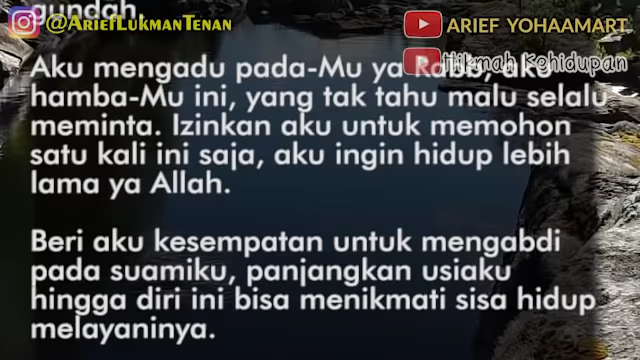 gundah.
@AriefLukmanTenan
ARIEF YOHAAMART
Hikmah Kehidupan
Aku mengadu pada-Mu ya Rabb, aku
hamba-Mu ini, yang tak tahu malu selalu
meminta. Izinkan aku untuk memohon
satu kali ini saja, aku ingin hidup lebih
lama ya Allah.
Beri aku kesempatan untuk mengabdi
pada suamiku, panjangkan usiaku
hingga diri ini bisa menikmati sisa hidup
melayaninya.